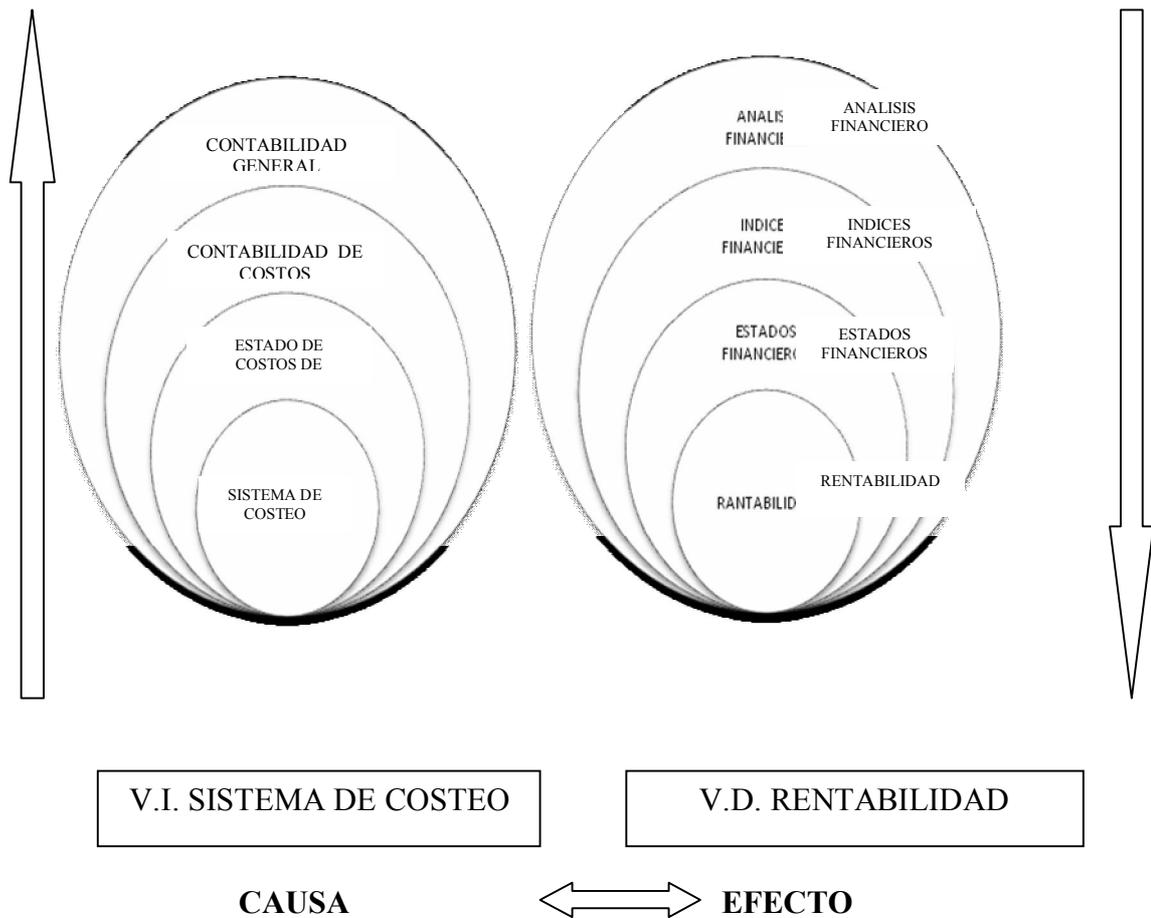 CONTABILIDAD
GENERAL
CONTABILIDAD DE
COSTOS
ESTADO DE
COSTOS DE
SISTEMA DE
COSTEO
ANALIS
FINANCIE
ANALISIS
FINANCIERO
INDICE
FINANCIE
INDICES
FINANCIEROS
ESTADOS
FINANCIERO
ESTADOS
FINANCIEROS
RANTABILID
RENTABILIDAD
V.I. SISTEMA DE COSTEO
V.D. RENTABILIDAD
CAUSA
EFECTO